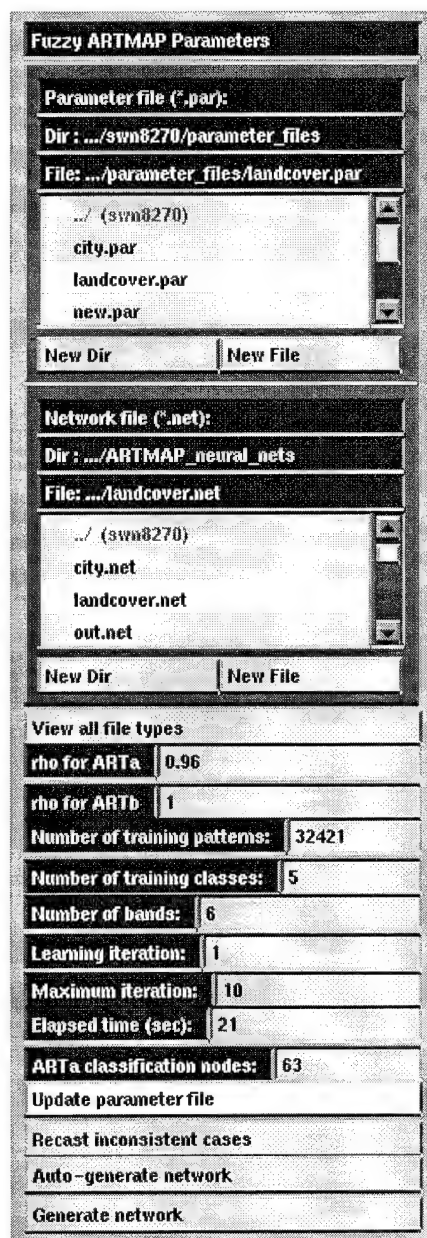 Fuzzy ARTMAP Parameters
Parameter file (*.par):
Dir : .../swn8270/parameter_files
File: .../parameter_files/landcover.par
../ (swn8270)
city.par
landcover.par
new.par
New Dir New File
Network file (*.net):
Dir : .../ARTMAP_neural_nets
File: .../landcover.net
../ (swn8270)
city.net
landcover.net
out.net
New Dir New File
View all file types
rho for ARTa 0.96
rho for ARTb 1
Number of training patterns: 32421
Number of training classes: 5
Number of bands: 6
Learning iteration: 1
Maximum iteration: 10
Elapsed time (sec): 21
ARTa classification nodes: 63
Update parameter file
Recast inconsistent cases
Auto-generate network
Generate network